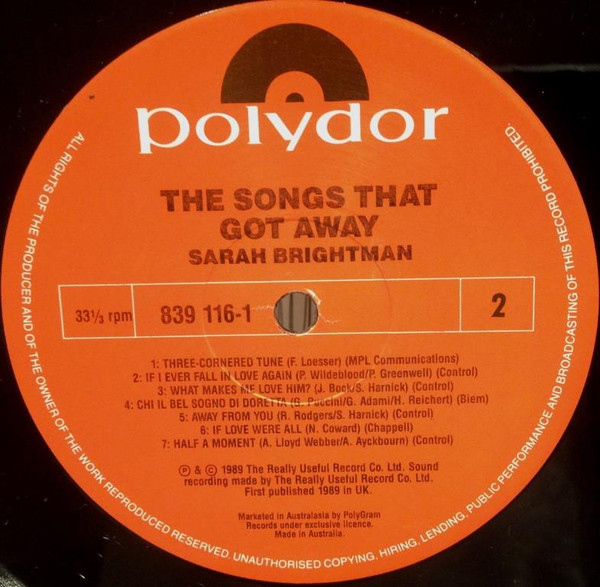 polydor
THE SONGS THAT
GOT AWAY
SARAH BRIGHTMAN
33⅓ rpm
839 116-1
2
1: THREE-CORNERED TUNE (F. Loesser) (MPL Communications)
2: IF I EVER FALL IN LOVE AGAIN (P. Wildeblood/P. Greenwell) (Control)
3: WHAT MAKES ME LOVE HIM? (J. Bock/S. Harnick) (Control)
4: CHI IL BEL SOGNO DI DORETTA (G. Puccini/G. Adami/H. Reichert) (Biem)
5: AWAY FROM YOU (R. Rodgers/S. Harnick) (Control)
6: IF LOVE WERE ALL (N. Coward) (Chappell)
7: HALF A MOMENT (A. Lloyd Webber/A. Ayckbourn) (Control)
℗ & © 1989 The Really Useful Record Co. Ltd. Sound
recording made by The Really Useful Record Co. Ltd.
First published 1989 in UK.
Marketed in Australasia by PolyGram
Records under exclusive licence.
Made in Australia.
ALL RIGHTS OF THE PRODUCER AND OF THE OWNER OF THE WORK REPRODUCED RESERVED. UNAUTHORISED COPYING, HIRING, LENDING, PUBLIC PERFORMANCE AND BROADCASTING OF THIS RECORD PROHIBITED.